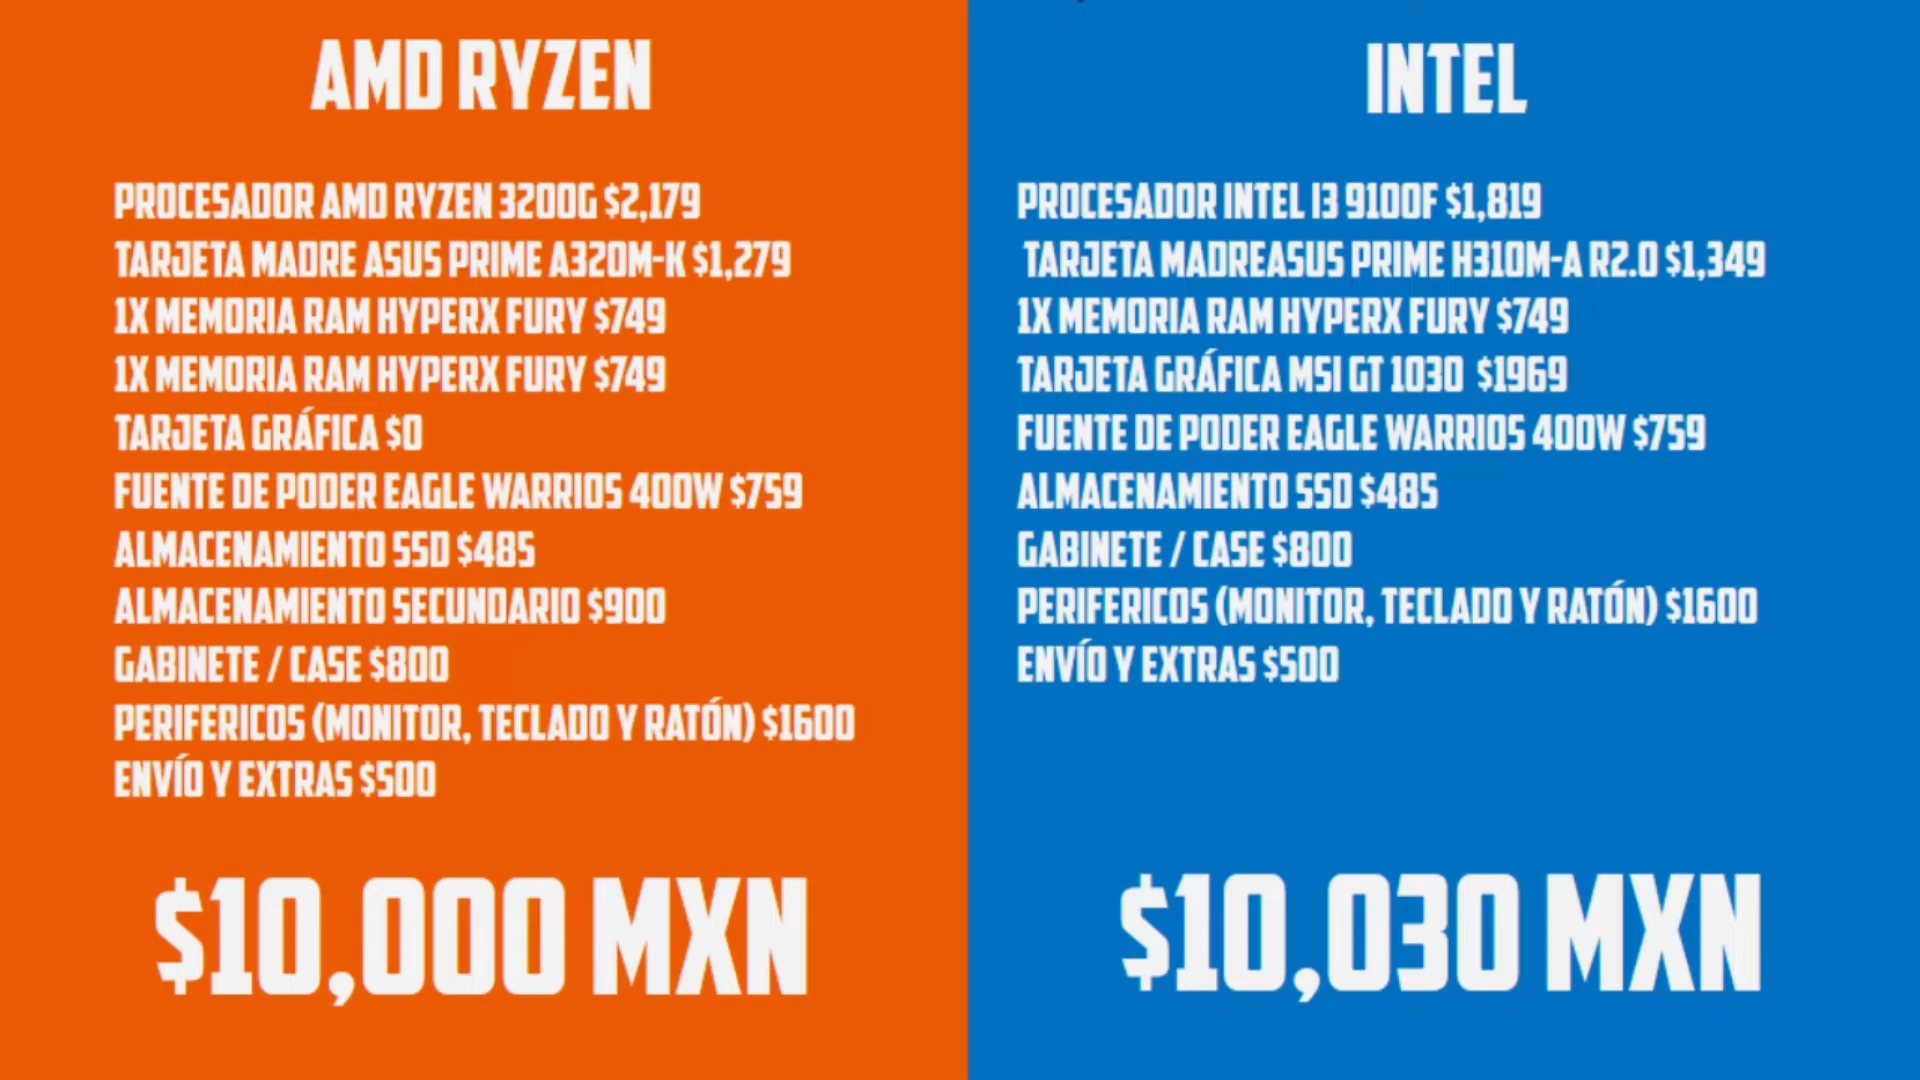 AMD RYZEN
PROCESADOR AMD RYZEN 3200G $2,179
TARJETA MADRE ASUS PRIME A320M-K $1,279
1X MEMORIA RAM HYPERX FURY $749
1X MEMORIA RAM HYPERX FURY $749
TARJETA GRÁFICA $0
FUENTE DE PODER EAGLE WARRIOS 400W $759
ALMACENAMIENTO SSD $485
ALMACENAMIENTO SECUNDARIO $900
GABINETE / CASE $800
PERIFERICOS (MONITOR, TECLADO Y RATÓN) $1600
ENVÍO Y EXTRAS $500
$10,000 MXN
INTEL
PROCESADOR INTEL I3 9100F $1,819
TARJETA MADREASUS PRIME H310M-A R2.0 $1,349
1X MEMORIA RAM HYPERX FURY $749
TARJETA GRÁFICA MSI GT 1030 $1969
FUENTE DE PODER EAGLE WARRIOS 400W $759
ALMACENAMIENTO SSD $485
GABINETE / CASE $800
PERIFERICOS (MONITOR, TECLADO Y RATÓN) $1600
ENVÍO Y EXTRAS $500
$10,030 MXN